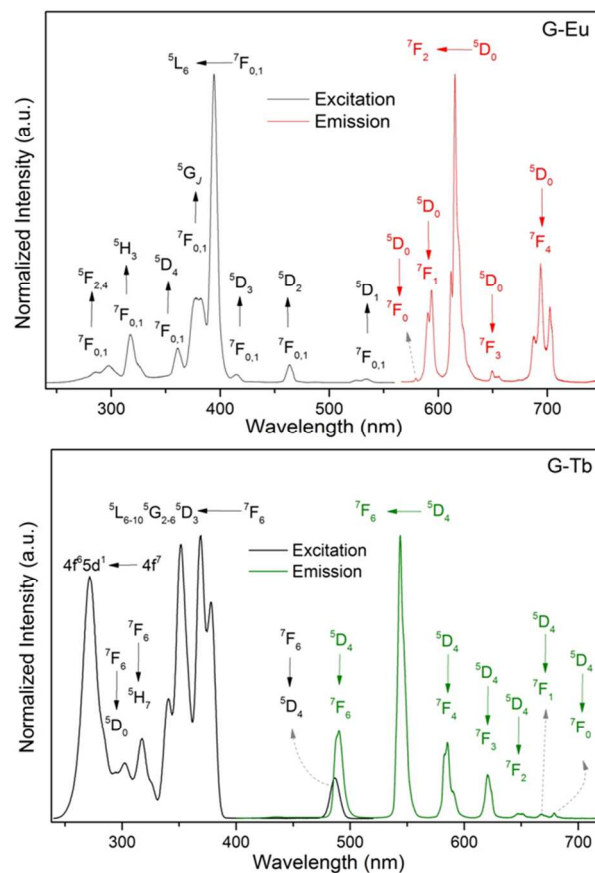 G-Eu
⁷F₂ ⁵D₀
⁵L₆ ⁷F₀,₁
Excitation
Emission
⁵G_J
⁷F₀,₁
⁵D₀
⁷F₄
⁵D₀
⁷F₁
⁵D₀
⁷F₀
⁵D₀
⁷F₃
⁵H₃
⁷F₀,₁
⁵F₂,₄
⁷F₀,₁
⁵D₄
⁷F₀,₁
⁵D₃
⁷F₀,₁
⁵D₂
⁷F₀,₁
⁵D₁
⁷F₀,₁
Normalized Intensity (a.u.)
300 400 500 600 700
Wavelength (nm)
G-Tb
⁵L₆₋₁₀ ⁵G₂₋₆ ⁵D₃ ⁷F₆
⁷F₆ ⁵D₄
Excitation
Emission
4f⁶5d¹ 4f⁷
⁷F₆
⁵D₀
⁷F₆
⁵H₇
⁷F₆
⁵D₄
⁵D₄
⁷F₆
⁵D₄
⁷F₄
⁵D₄
⁷F₃
⁵D₄
⁷F₂
⁵D₄
⁷F₁
⁵D₄
⁷F₀
Normalized Intensity (a.u.)
300 400 500 600 700
Wavelength (nm)